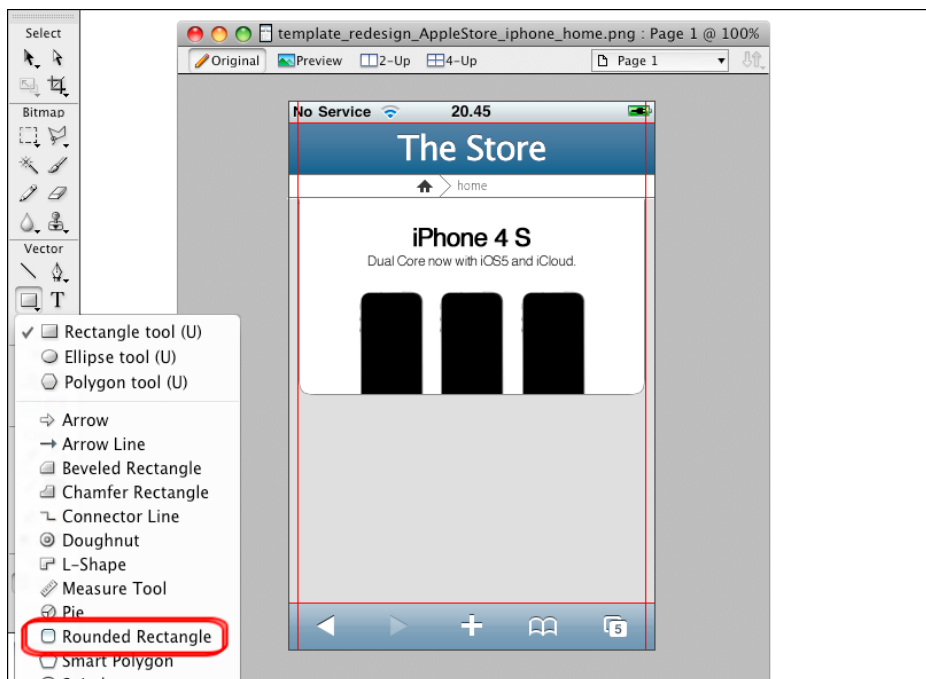 Select
template_redesign_AppleStore_iphone_home.png : Page 1 @ 100%
Original Preview 2-Up 4-Up Page 1
Bitmap
No Service 20.45
The Store
home
iPhone 4 S
Dual Core now with iOS5 and iCloud.
Vector
T
Rectangle tool (U)
Ellipse tool (U)
Polygon tool (U)
Arrow
Arrow Line
Beveled Rectangle
Chamfer Rectangle
Connector Line
Doughnut
L-Shape
Measure Tool
Pie
Rounded Rectangle
Smart Polygon
5